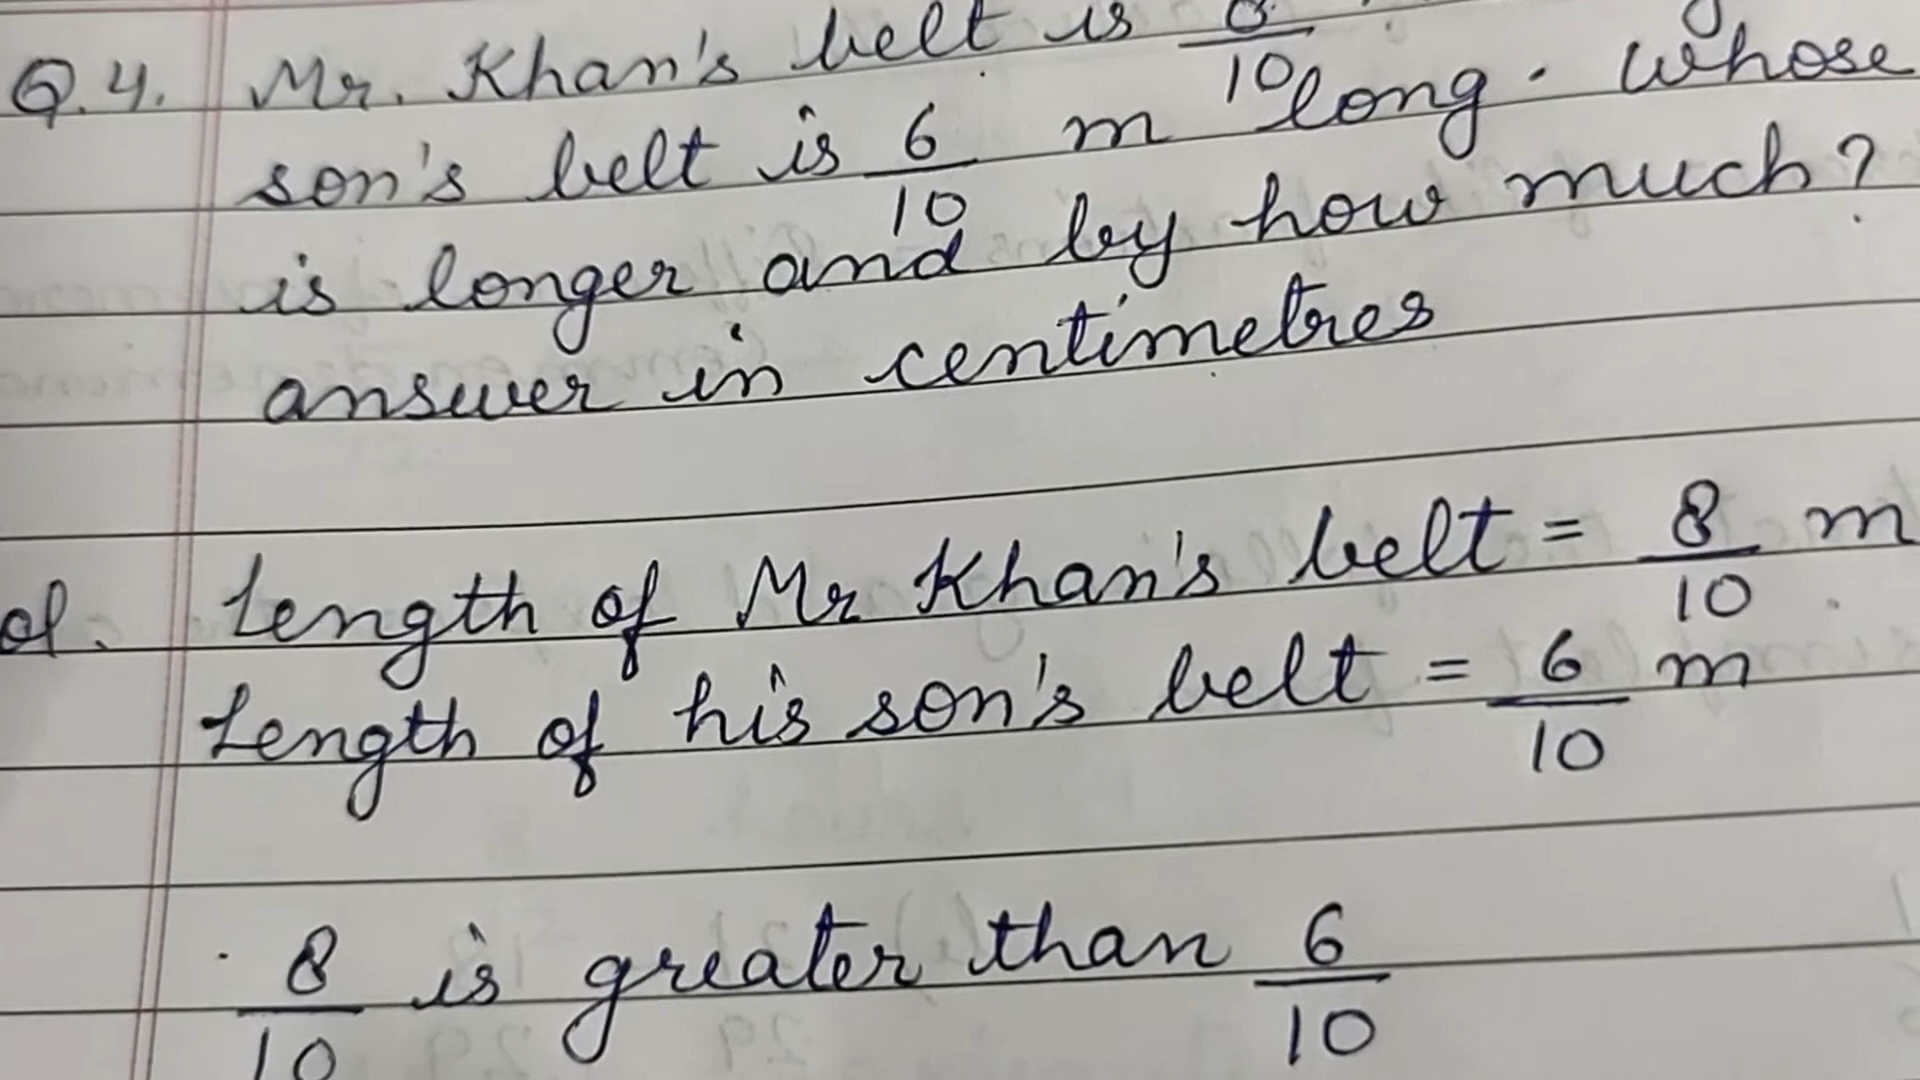 Q.4. Mr. Khan's belt is 8/10
son's belt is 6/10 m long. Whose
is longer and by how much?
answer in centimetres
ol. Length of Mr Khan's belt = 8/10 m
Length of his son's belt = 6/10 m
8/10 is greater than 6/10